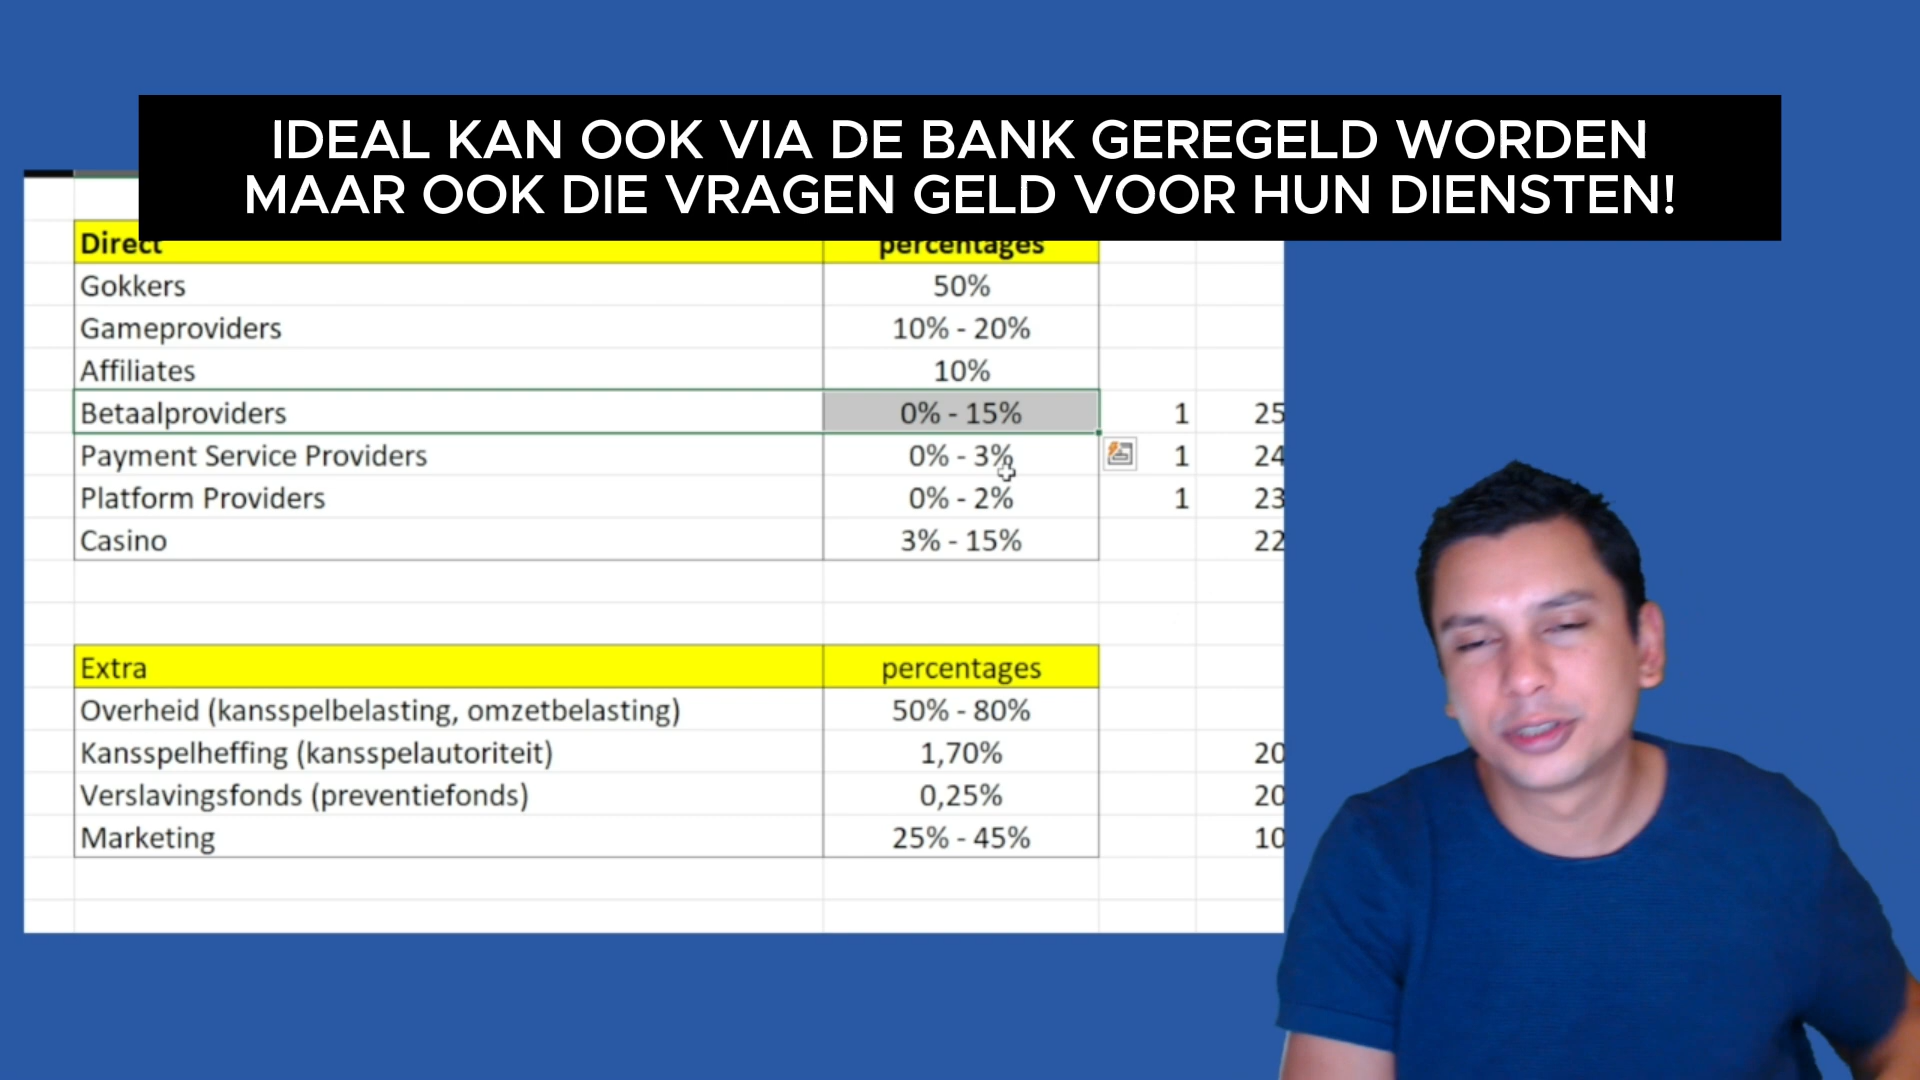 IDEAL KAN OOK VIA DE BANK GEREGELD WORDEN
MAAR OOK DIE VRAGEN GELD VOOR HUN DIENSTEN!
Direct percentages
Gokkers 50%
Gameproviders 10% - 20%
Affiliates 10%
Betaalproviders 0% - 15% 1 25
Payment Service Providers 0% - 3% 1 24
Platform Providers 0% - 2% 1 23
Casino 3% - 15% 22
Extra percentages
Overheid (kansspelbelasting, omzetbelasting) 50% - 80%
Kansspelheffing (kansspelautoriteit) 1,70% 20
Verslavingsfonds (preventiefonds) 0,25% 20
Marketing 25% - 45% 10